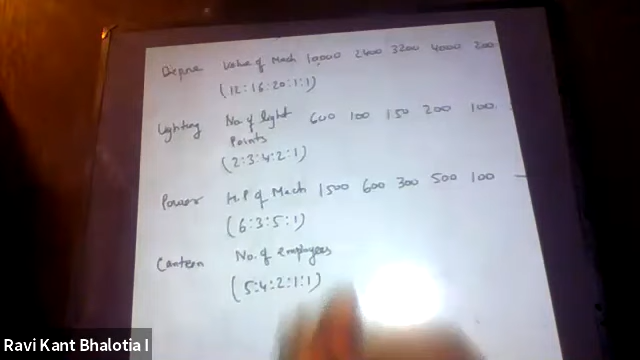 Depre Value of Mach 10,000 2400 3200 4000 200
(12:16:20:1:1)
Lighting No. of light Points 600 100 150 200 100
(2:3:4:2:1)
Power H.P of Mach 1500 600 300 500 100 —
(6:3:5:1)
Canteen No. of employees
(5:4:2:1:1)
Ravi Kant Bhalotia I